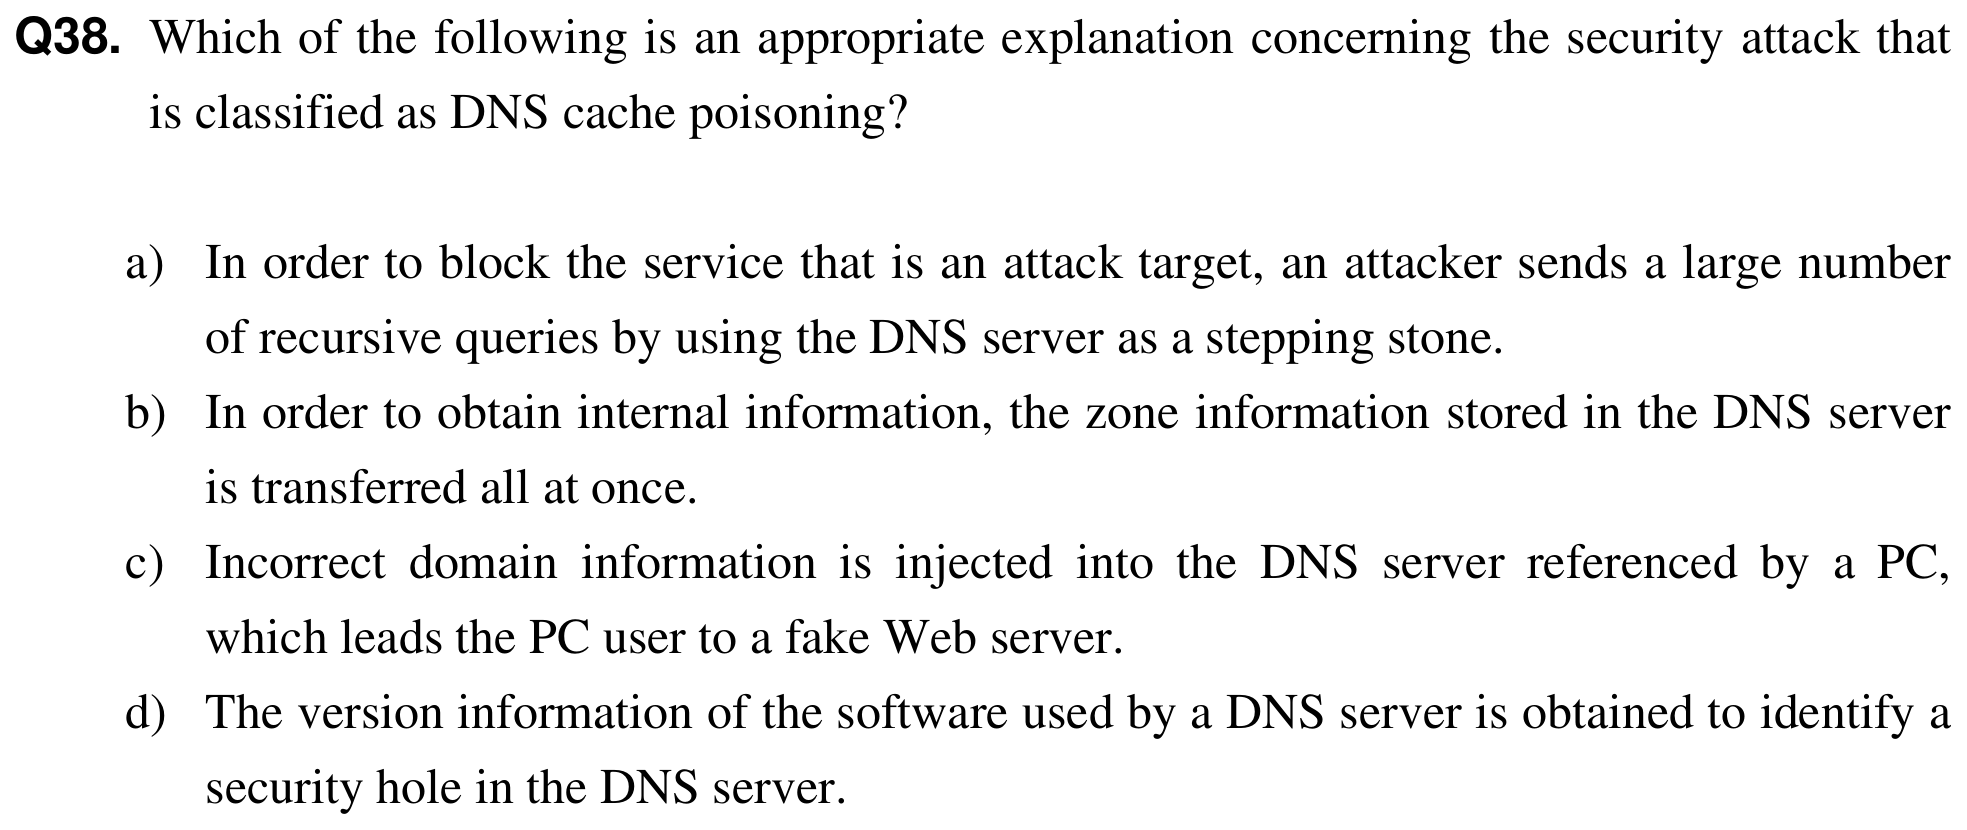 Q38. Which of the following is an appropriate explanation concerning the security attack that
is classified as DNS cache poisoning?
a) In order to block the service that is an attack target, an attacker sends a large number
of recursive queries by using the DNS server as a stepping stone.
b) In order to obtain internal information, the zone information stored in the DNS server
is transferred all at once.
c) Incorrect domain information is injected into the DNS server referenced by a PC,
which leads the PC user to a fake Web server.
d) The version information of the software used by a DNS server is obtained to identify a
security hole in the DNS server.